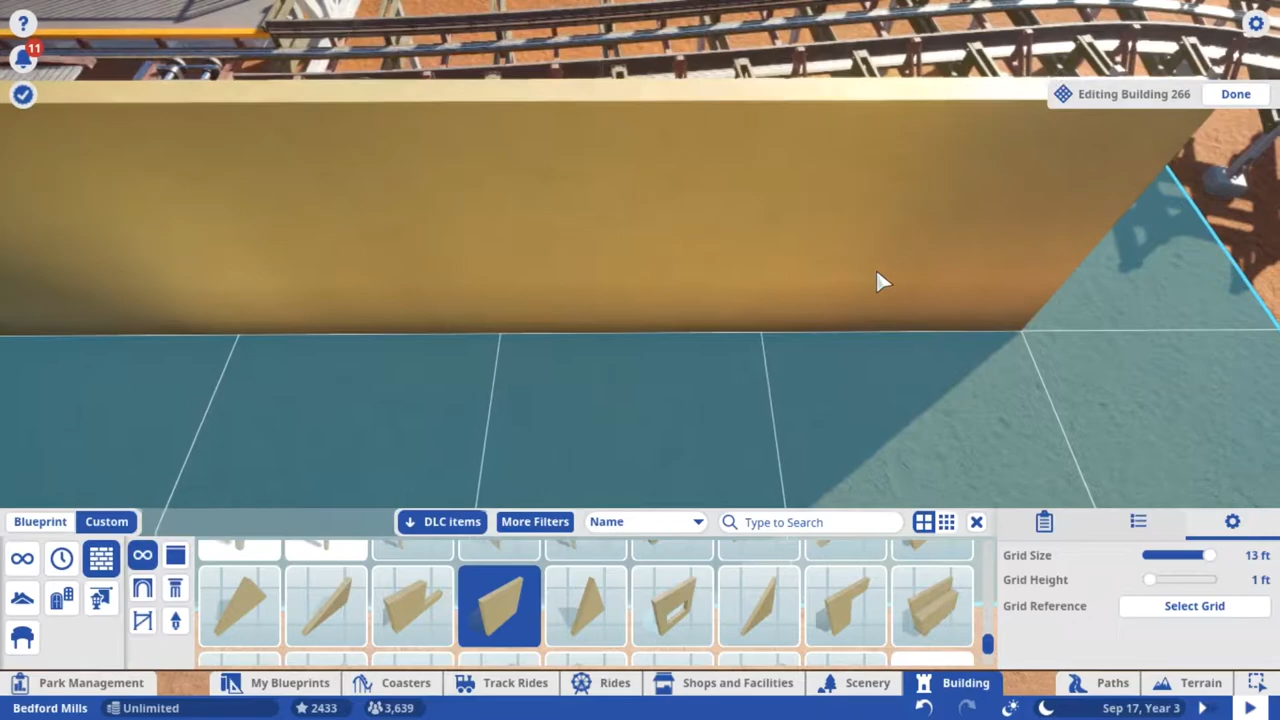 ?
11
Editing Building 266
Done
Blueprint
Custom
DLC items
More Filters
Name
Type to Search
Grid Size
13 ft
Grid Height
1 ft
Grid Reference
Select Grid
Park Management
My Blueprints
Coasters
Track Rides
Rides
Shops and Facilities
Scenery
Building
Paths
Terrain
Bedford Mills
Unlimited
2433
3,639
Sep 17, Year 3